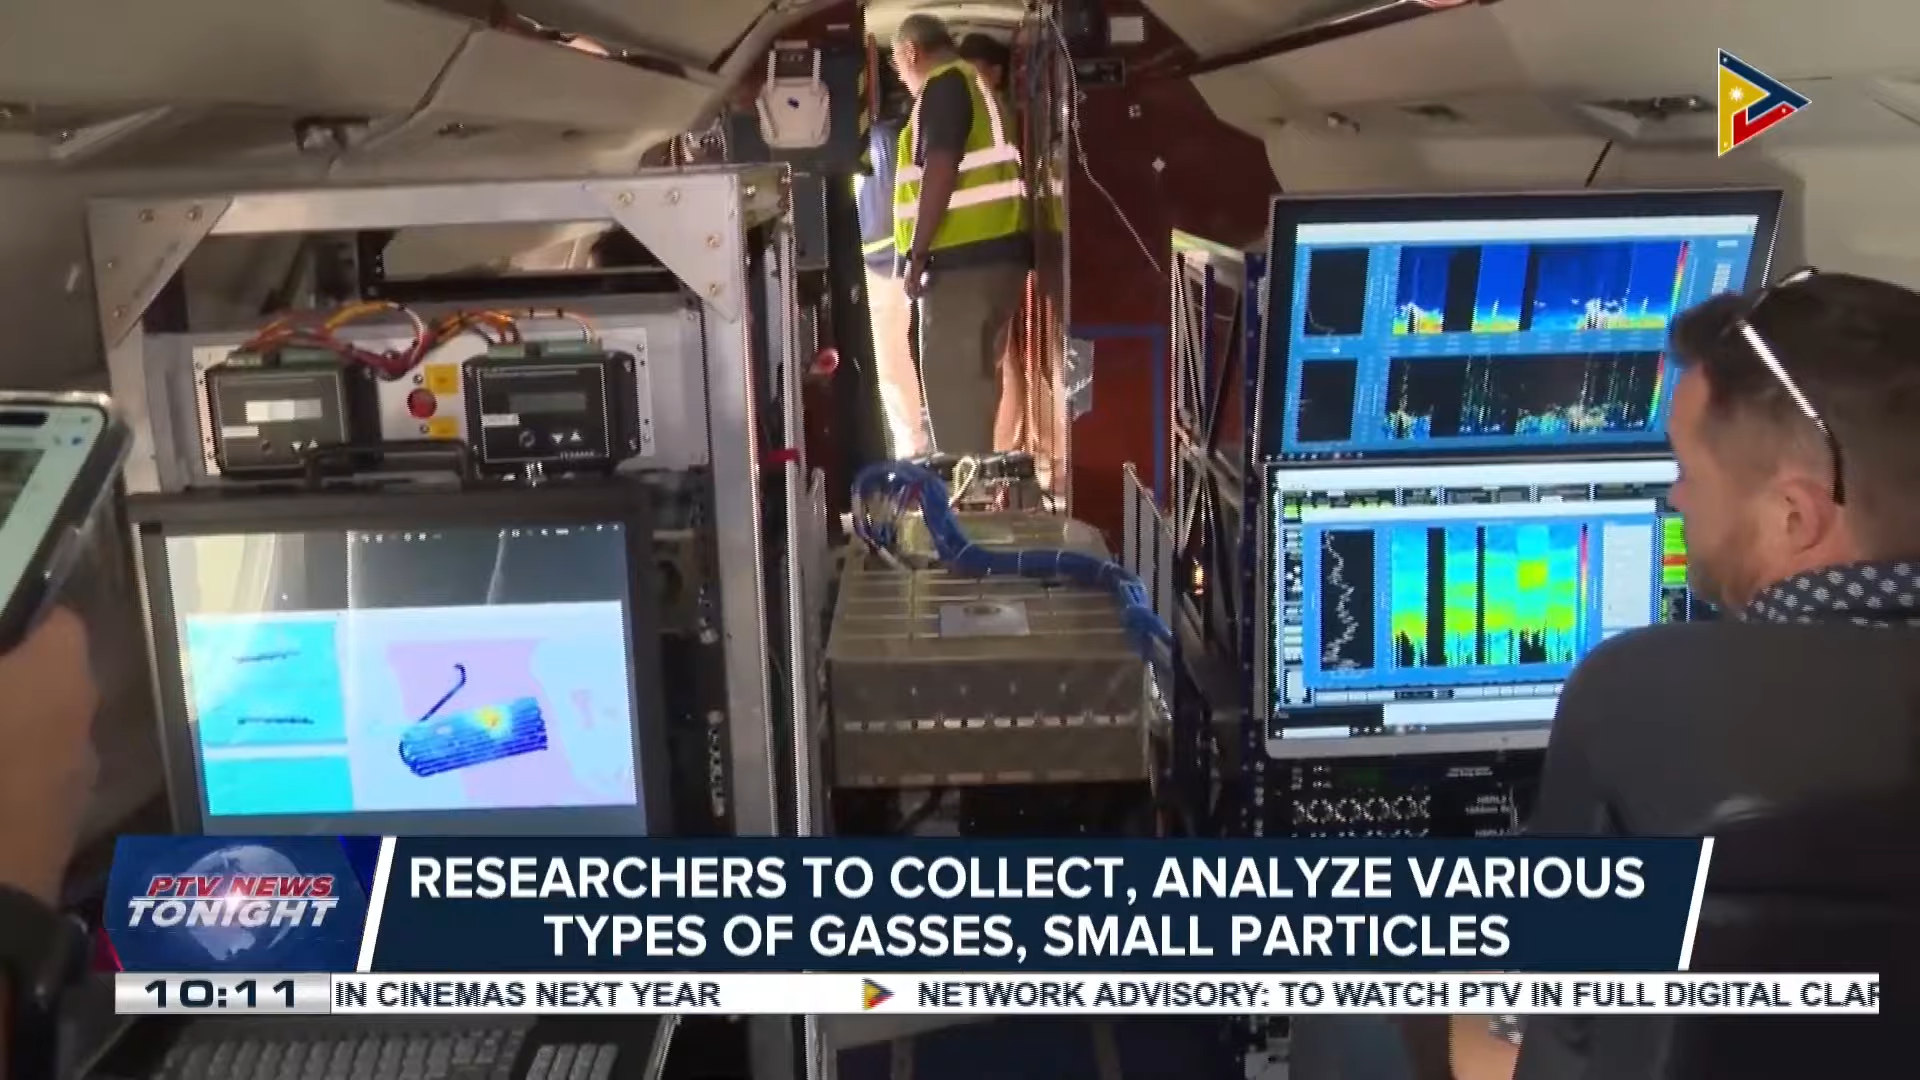 RESEARCHERS TO COLLECT, ANALYZE VARIOUS
TYPES OF GASSES, SMALL PARTICLES
PTV NEWS
TONIGHT
10:11
IN CINEMAS NEXT YEAR
NETWORK ADVISORY: TO WATCH PTV IN FULL DIGITAL CLAR